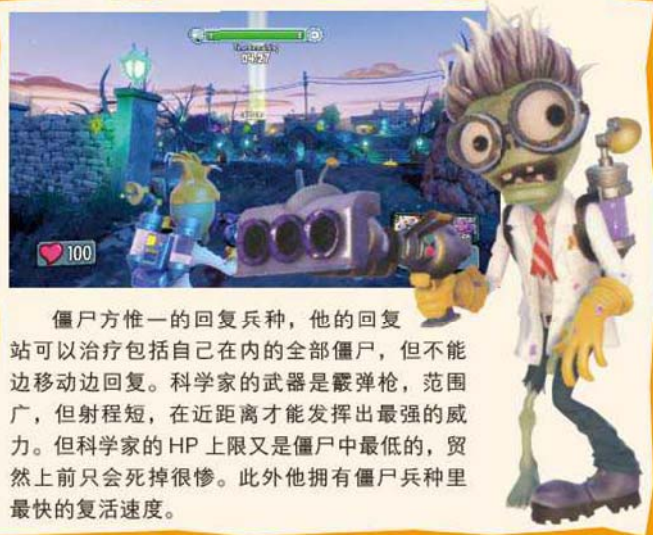 Time Remaining
04:27
100
僵尸方惟一的回复兵种，他的回复
站可以治疗包括自己在内的全部僵尸，但不能
边移动边回复。科学家的武器是霰弹枪，范围
广，但射程短，在近距离才能发挥出最强的威
力。但科学家的 HP 上限又是僵尸中最低的，贸
然上前只会死掉很惨。此外他拥有僵尸兵种里
最快的复活速度。